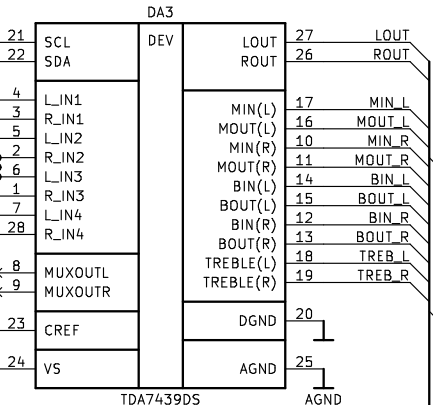 DA3
21 SCL DEV LOUT 27 LOUT
22 SDA ROUT 26 ROUT
4 L_IN1 MIN(L) 17 MIN_L
3 R_IN1 MOUT(L) 16 MOUT_L
5 L_IN2 MIN(R) 10 MIN_R
2 R_IN2 MOUT(R) 11 MOUT_R
6 L_IN3 BIN(L) 14 BIN_L
1 R_IN3 BOUT(L) 15 BOUT_L
7 L_IN4 BIN(R) 12 BIN_R
28 R_IN4 BOUT(R) 13 BOUT_R
TREBLE(L) 18 TREB_L
8 MUXOUTL TREBLE(R) 19 TREB_R
9 MUXOUTR
23 CREF DGND 20
24 VS AGND 25
TDA7439DS AGND